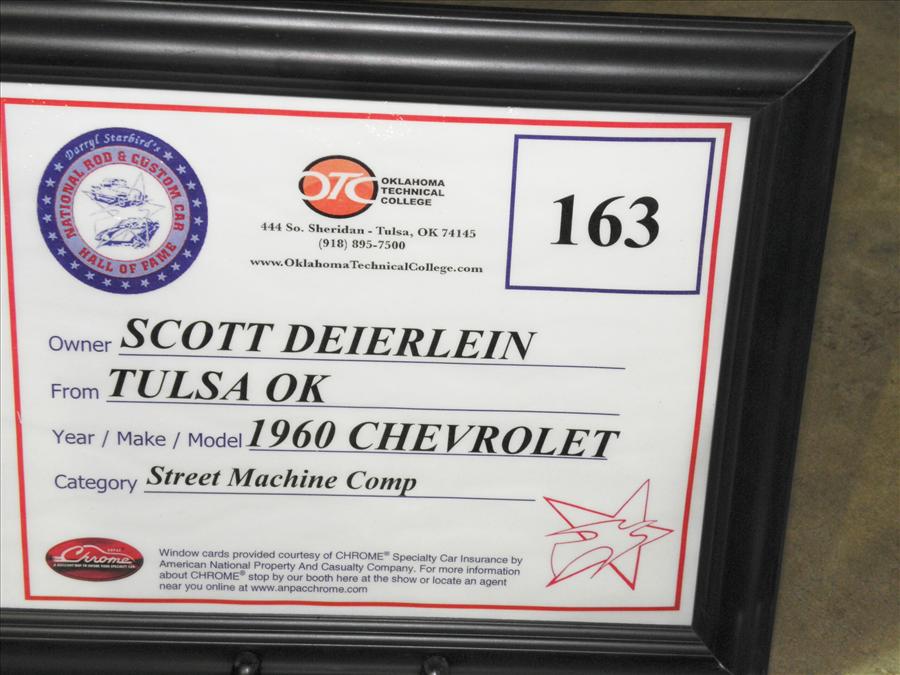 Darryl Starbird's
NATIONAL ROD & CUSTOM CAR
HALL OF FAME
OTC OKLAHOMA
TECHNICAL
COLLEGE
444 So. Sheridan - Tulsa, OK 74145
(918) 895-7500
www.OklahomaTechnicalCollege.com
163
Owner SCOTT DEIERLEIN
From TULSA OK
Year / Make / Model 1960 CHEVROLET
Category Street Machine Comp
Chrome
Window cards provided courtesy of CHROME® Specialty Car Insurance by
American National Property And Casualty Company. For more information
about CHROME® stop by our booth here at the show or locate an agent
near you online at www.anpacchrome.com